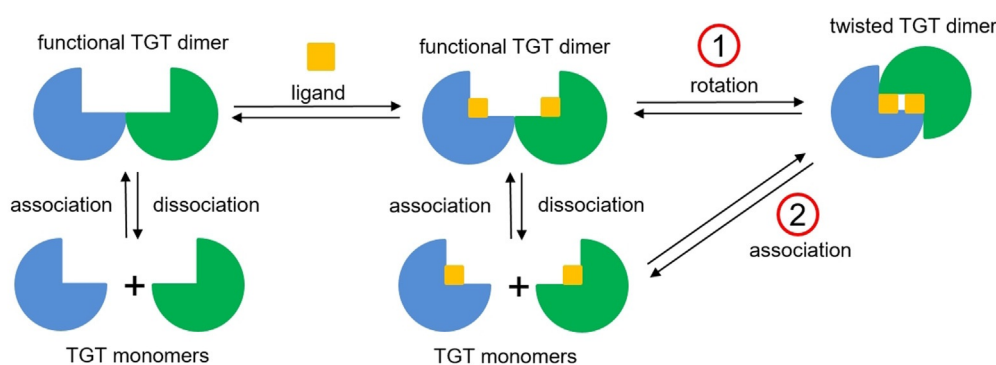 functional TGT dimer
ligand
functional TGT dimer
1
rotation
twisted TGT dimer
association
dissociation
association
dissociation
2
association
+
+
TGT monomers
TGT monomers